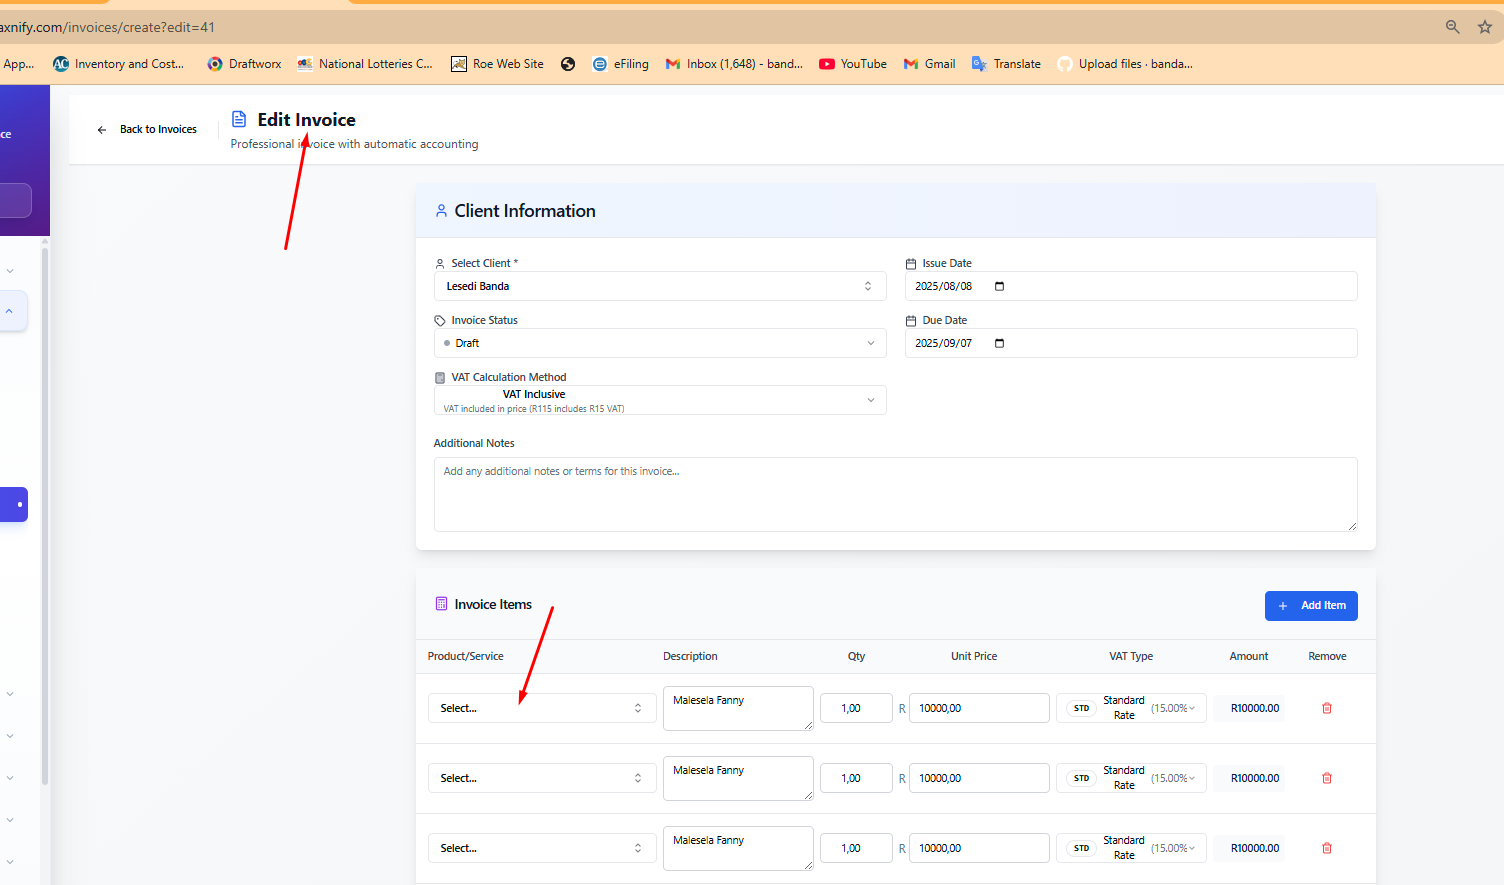 axnify.com/invoices/create?edit=41
App... Inventory and Cost... Draftworx National Lotteries C... Roe Web Site eFiling Inbox (1,648) - band... YouTube Gmail Translate Upload files · banda...
ce
Back to Invoices
Edit Invoice
Professional invoice with automatic accounting
Client Information
Select Client * Issue Date
Lesedi Banda 2025/08/08
Invoice Status Due Date
Draft 2025/09/07
VAT Calculation Method
VAT Inclusive
VAT included in price (R115 includes R15 VAT)
Additional Notes
Add any additional notes or terms for this invoice...
Invoice Items + Add Item
Product/Service Description Qty Unit Price VAT Type Amount Remove
Select... Malesela Fanny 1,00 R 10000,00 STD Standard Rate (15.00% R10000.00
Select... Malesela Fanny 1,00 R 10000,00 STD Standard Rate (15.00% R10000.00
Select... Malesela Fanny 1,00 R 10000,00 STD Standard Rate (15.00% R10000.00